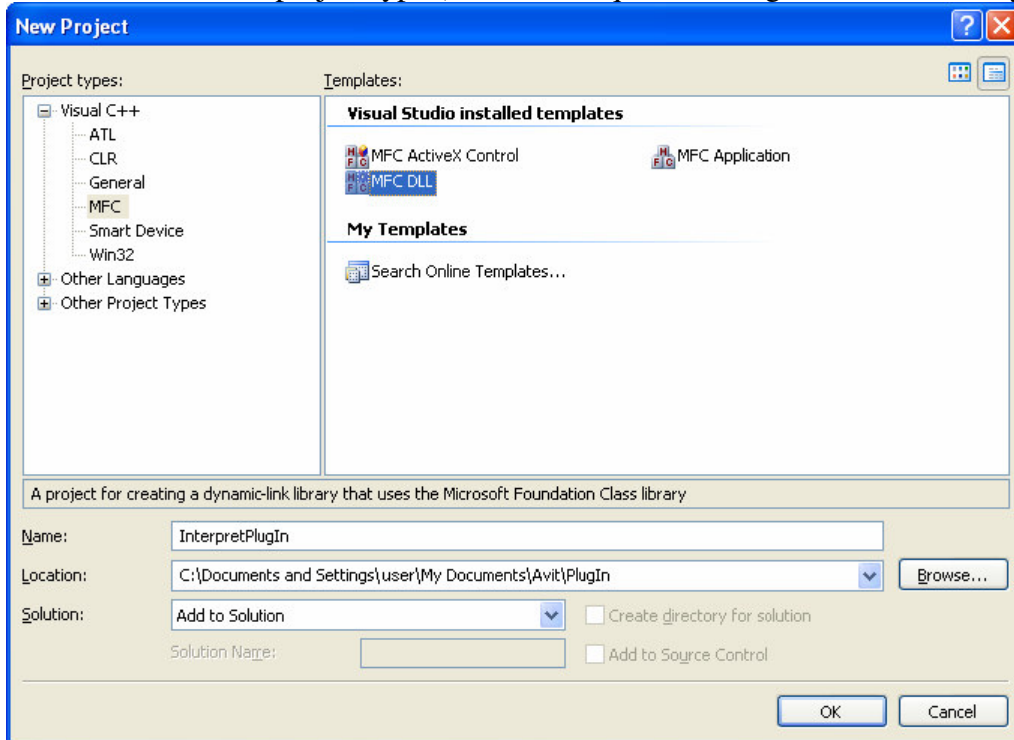 New Project
Project types:
Templates:
Visual C++
ATL
CLR
General
MFC
Smart Device
Win32
Other Languages
Other Project Types
Visual Studio installed templates
MFC ActiveX Control
MFC Application
MFC DLL
My Templates
Search Online Templates...
A project for creating a dynamic-link library that uses the Microsoft Foundation Class library
Name: InterpretPlugIn
Location: C:\Documents and Settings\user\My Documents\Avit\PlugIn Browse...
Solution: Add to Solution Create directory for solution
Solution Name: Add to Source Control
OK Cancel